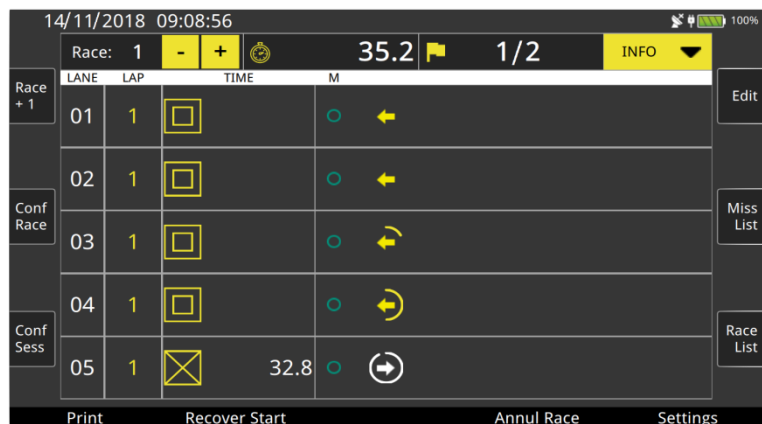 14/11/2018 09:08:56 100%
Race: 1 - + 35.2 1/2 INFO
LANE LAP TIME M
Race
+ 1
Edit
01 1
02 1
Conf
Race
Miss
List
03 1
04 1
Conf
Sess
Race
List
05 1 32.8
Print Recover Start Annul Race Settings